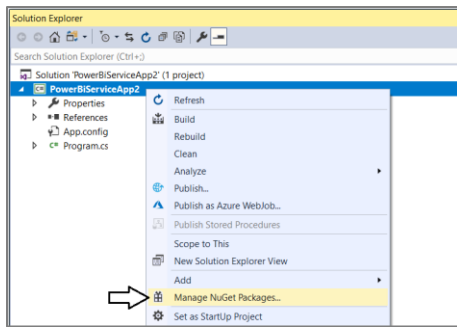 Solution Explorer
Search Solution Explorer (Ctrl+;)
Solution 'PowerBiServiceApp2' (1 project)
C# PowerBiServiceApp2
Properties
References
App.config
C# Program.cs
Refresh
Build
Rebuild
Clean
Analyze
Publish...
Publish as Azure WebJob...
Publish Stored Procedures
Scope to This
New Solution Explorer View
Add
Manage NuGet Packages...
Set as StartUp Project